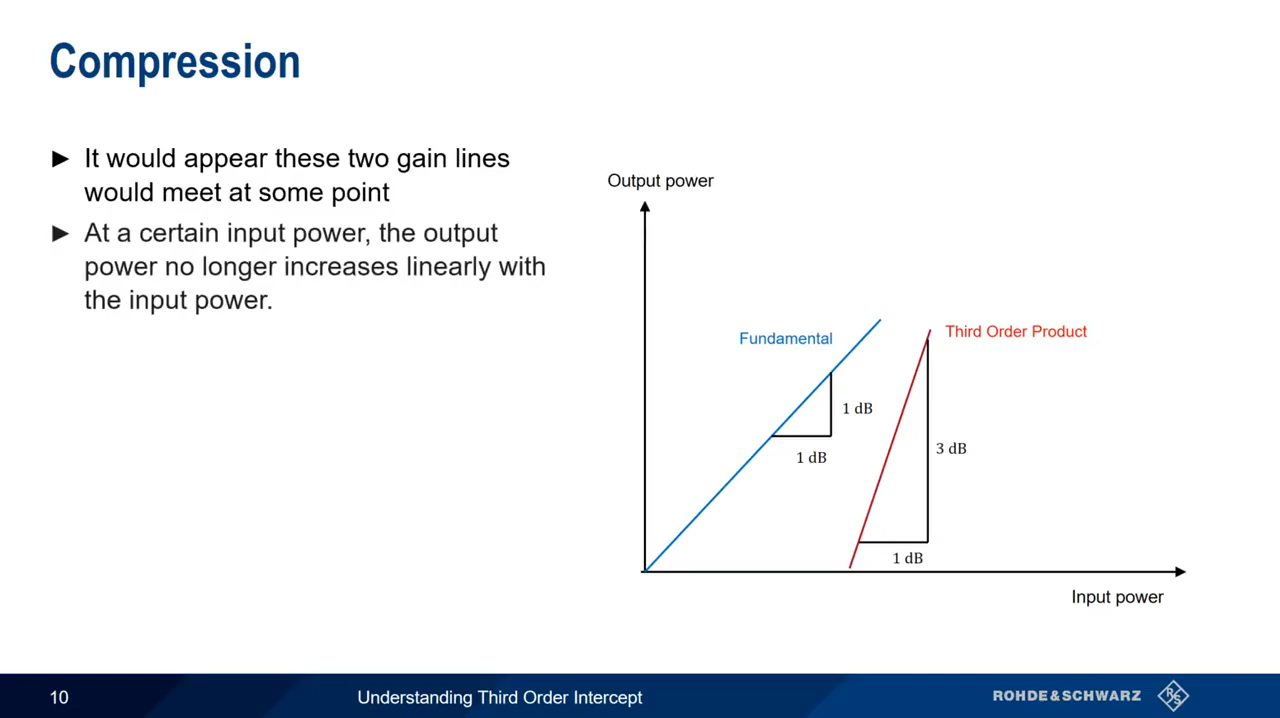 Compression
► It would appear these two gain lines
would meet at some point
► At a certain input power, the output
power no longer increases linearly with
the input power.
Output power
Fundamental
Third Order Product
1 dB
1 dB
3 dB
1 dB
Input power
10
Understanding Third Order Intercept
ROHDE&SCHWARZ
RS